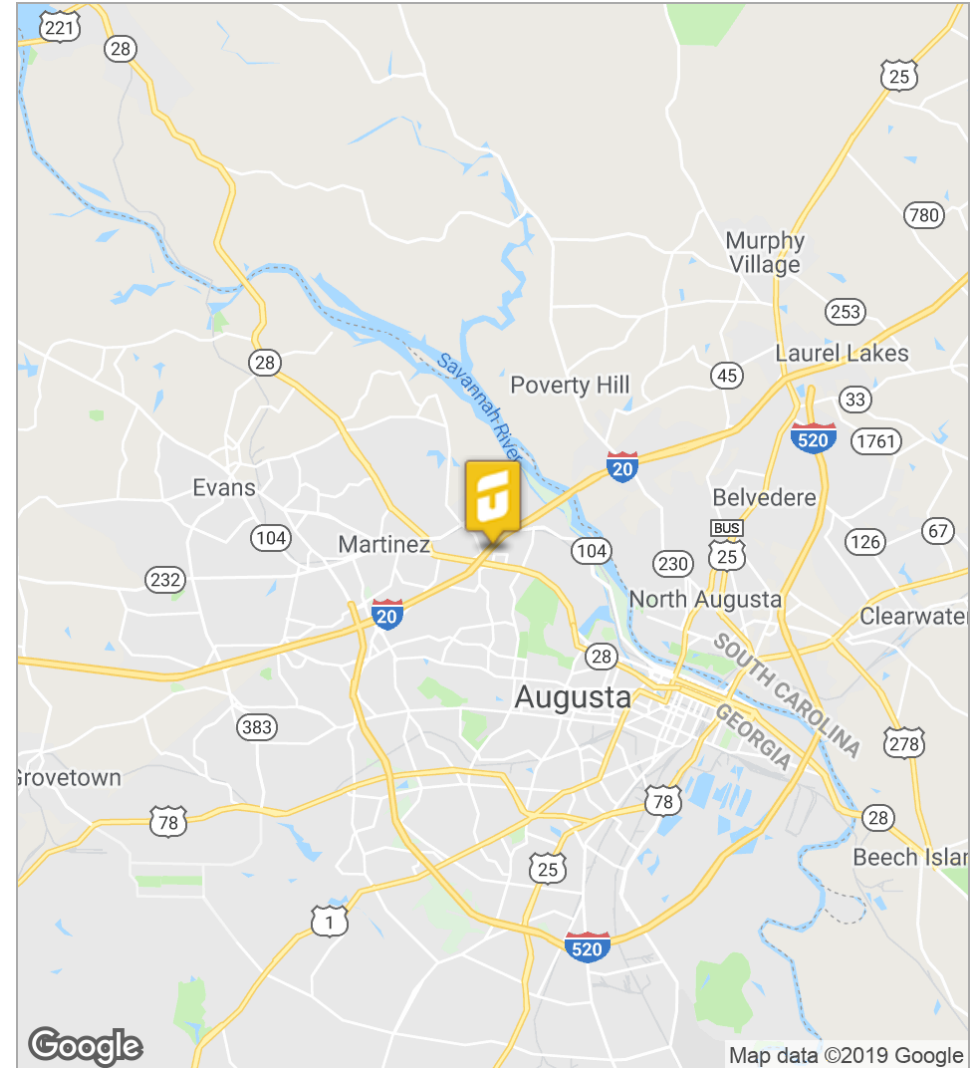 221
28
25
780
Murphy
Village
253
Laurel Lakes
28
Savannah River
Poverty Hill
45
33
20
520
1761
Evans
Belvedere
104
Martinez
BUS
25
104
126
67
232
230
North Augusta
20
Clearwater
28
SOUTH CAROLINA
Augusta
GEORGIA
383
278
Grovetown
78
78
28
25
Beech Islan
1
520
Google
Map data ©2019 Google